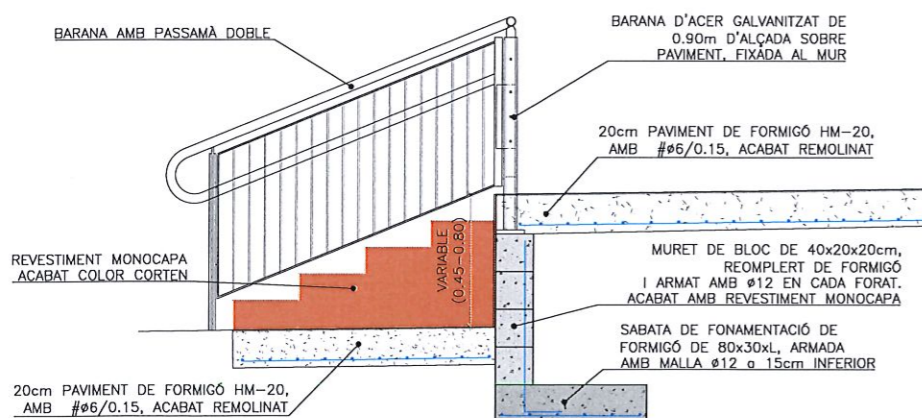 BARANA AMB PASSAMÀ DOBLE
BARANA D'ACER GALVANITZAT DE
0.90m D'ALÇADA SOBRE
PAVIMENT, FIXADA AL MUR
20cm PAVIMENT DE FORMIGÓ HM-20,
AMB #ø6/0.15, ACABAT REMOLINAT
REVESTIMENT MONOCAPA
ACABAT COLOR CORTEN
VARIABLE
(0.45-0.80)
MURET DE BLOC DE 40x20x20cm,
REOMPLERT DE FORMIGÓ
I ARMAT AMB ø12 EN CADA FORAT.
ACABAT AMB REVESTIMENT MONOCAPA
SABATA DE FONAMENTACIÓ DE
FORMIGÓ DE 80x30xL, ARMADA
AMB MALLA ø12 a 15cm INFERIOR
20cm PAVIMENT DE FORMIGÓ HM-20,
AMB #ø6/0.15, ACABAT REMOLINAT